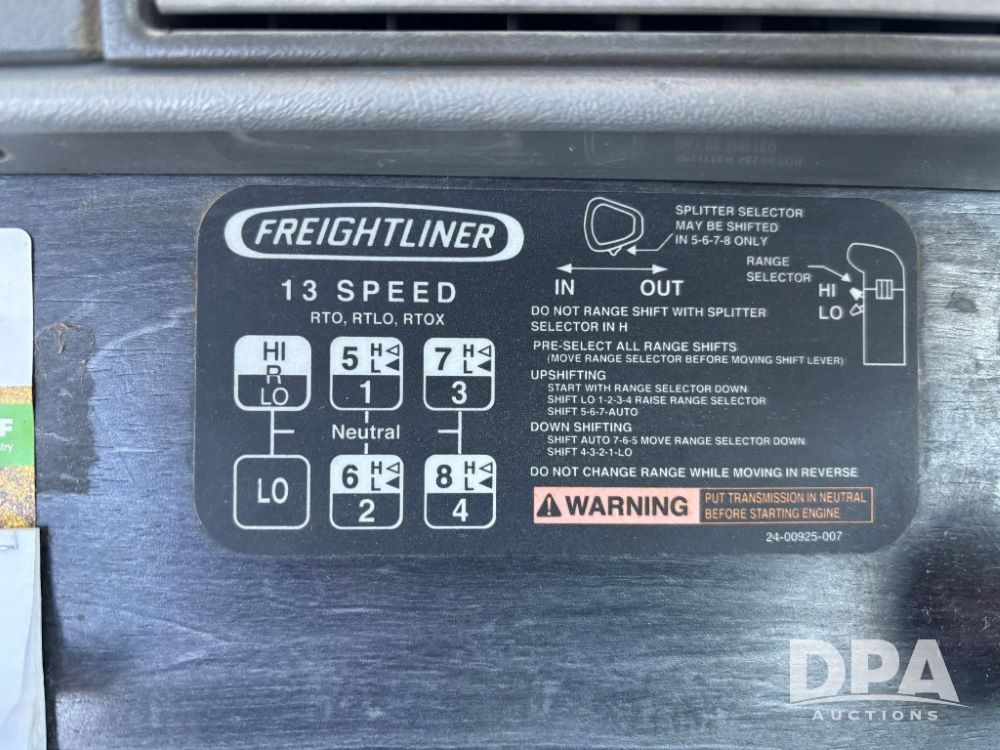 FREIGHTLINER
13 SPEED
RTO, RTLO, RTOX
HI
R
LO
5 H L
1
7 H L
3
Neutral
LO
6 H L
2
8 H L
4
SPLITTER SELECTOR
MAY BE SHIFTED
IN 5-6-7-8 ONLY
IN OUT
RANGE
SELECTOR
HI
LO
DO NOT RANGE SHIFT WITH SPLITTER
SELECTOR IN H
PRE-SELECT ALL RANGE SHIFTS
(MOVE RANGE SELECTOR BEFORE MOVING SHIFT LEVER)
UPSHIFTING
START WITH RANGE SELECTOR DOWN
SHIFT LO 1-2-3-4 RAISE RANGE SELECTOR
SHIFT 5-6-7-AUTO
DOWN SHIFTING
SHIFT AUTO 7-6-5 MOVE RANGE SELECTOR DOWN
SHIFT 4-3-2-1-LO
DO NOT CHANGE RANGE WHILE MOVING IN REVERSE
WARNING
PUT TRANSMISSION IN NEUTRAL
BEFORE STARTING ENGINE
24-00925-007
DPA
AUCTIONS